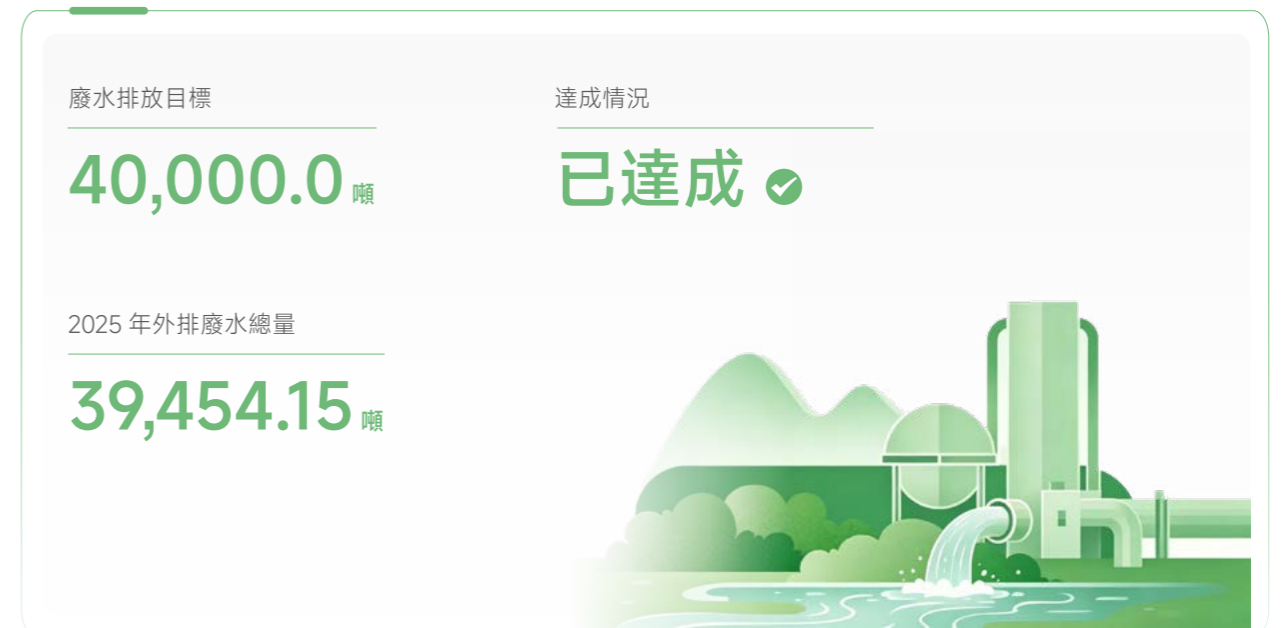 廢水排放目標
40,000.0 噸
達成情況
已達成
2025 年外排廢水總量
39,454.15 噸